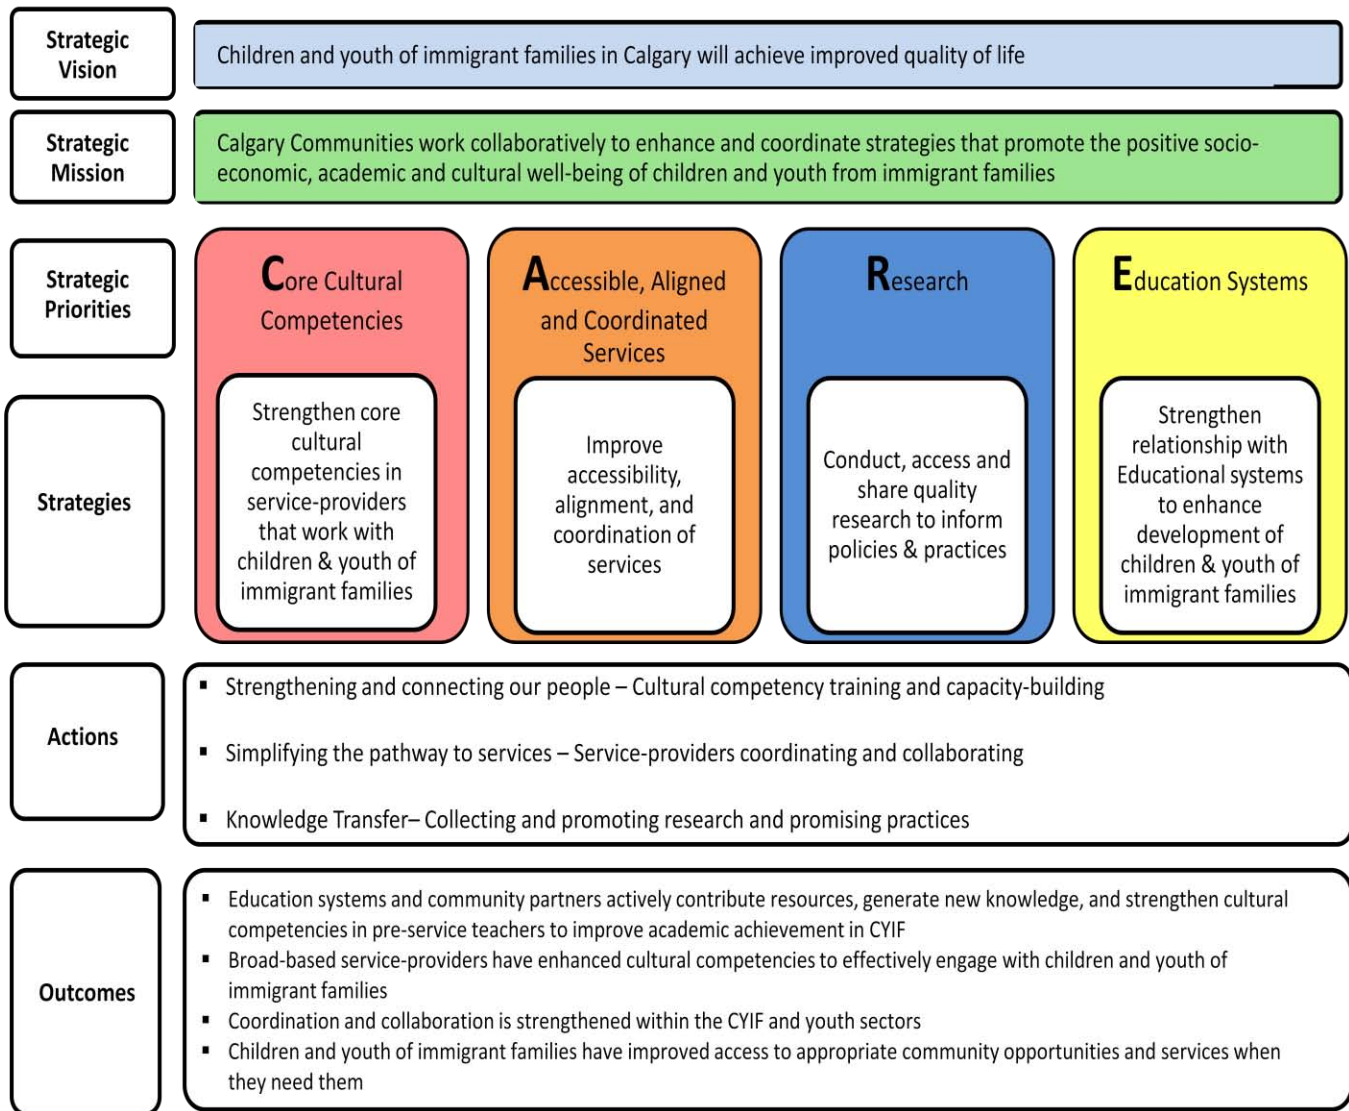 Strategic
Vision
Children and youth of immigrant families in Calgary will achieve improved quality of life
Strategic
Mission
Calgary Communities work collaboratively to enhance and coordinate strategies that promote the positive socio-
economic, academic and cultural well-being of children and youth from immigrant families
Strategic
Priorities
Core Cultural
Competencies
Accessible, Aligned
and Coordinated
Services
Research
Education Systems
Strategies
Strengthen core
cultural
competencies in
service-providers
that work with
children & youth of
immigrant families
Improve
accessibility,
alignment, and
coordination of
services
Conduct, access and
share quality
research to inform
policies & practices
Strengthen
relationship with
Educational systems
to enhance
development of
children & youth of
immigrant families
Actions
▪ Strengthening and connecting our people – Cultural competency training and capacity-building
▪ Simplifying the pathway to services – Service-providers coordinating and collaborating
▪ Knowledge Transfer– Collecting and promoting research and promising practices
Outcomes
▪ Education systems and community partners actively contribute resources, generate new knowledge, and strengthen cultural
competencies in pre-service teachers to improve academic achievement in CYIF
▪ Broad-based service-providers have enhanced cultural competencies to effectively engage with children and youth of
immigrant families
▪ Coordination and collaboration is strengthened within the CYIF and youth sectors
▪ Children and youth of immigrant families have improved access to appropriate community opportunities and services when
they need them